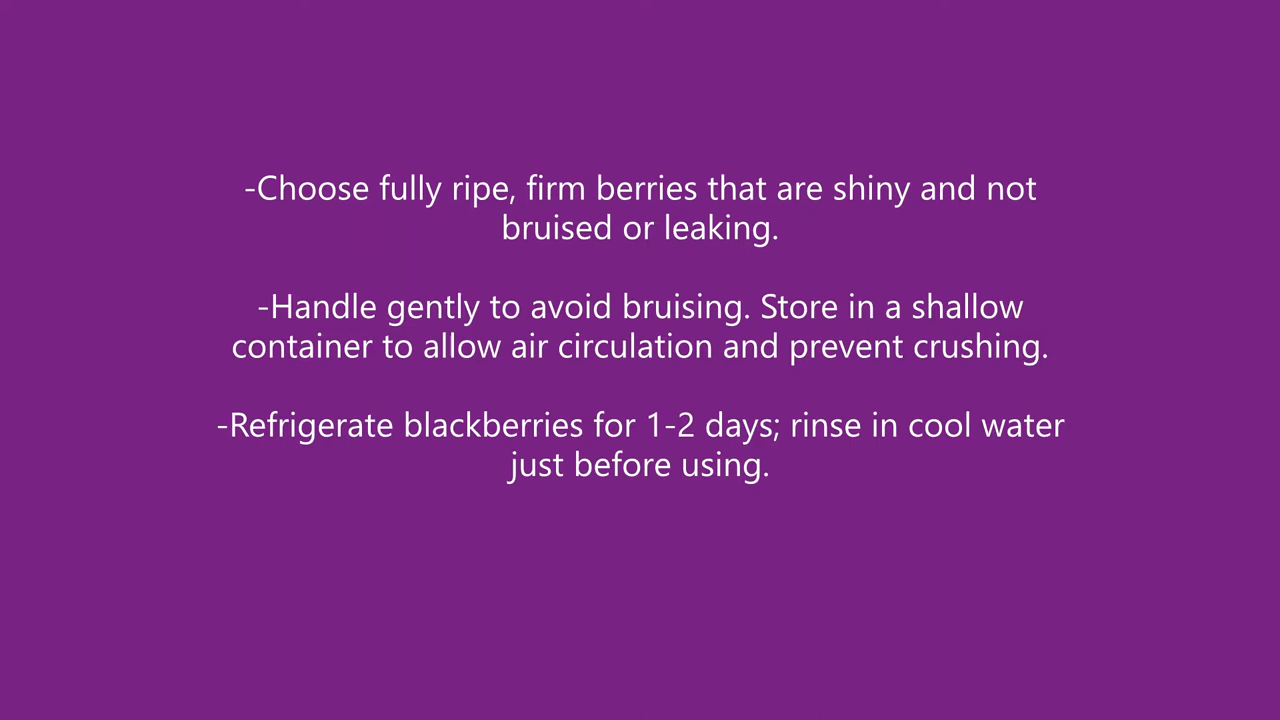 -Choose fully ripe, firm berries that are shiny and not
bruised or leaking.
-Handle gently to avoid bruising. Store in a shallow
container to allow air circulation and prevent crushing.
-Refrigerate blackberries for 1-2 days; rinse in cool water
just before using.